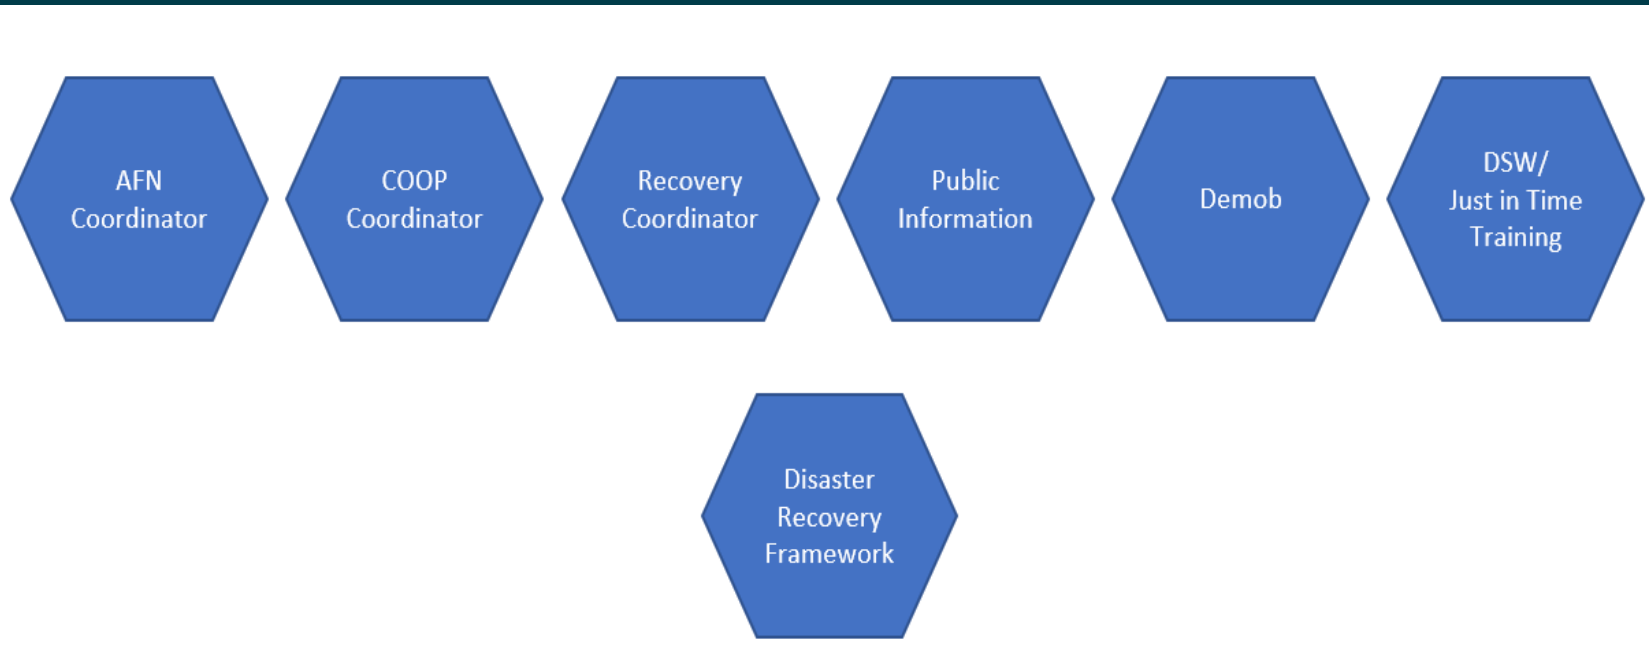 AFN
Coordinator
COOP
Coordinator
Recovery
Coordinator
Public
Information
Demob
DSW/
Just in Time
Training
Disaster
Recovery
Framework